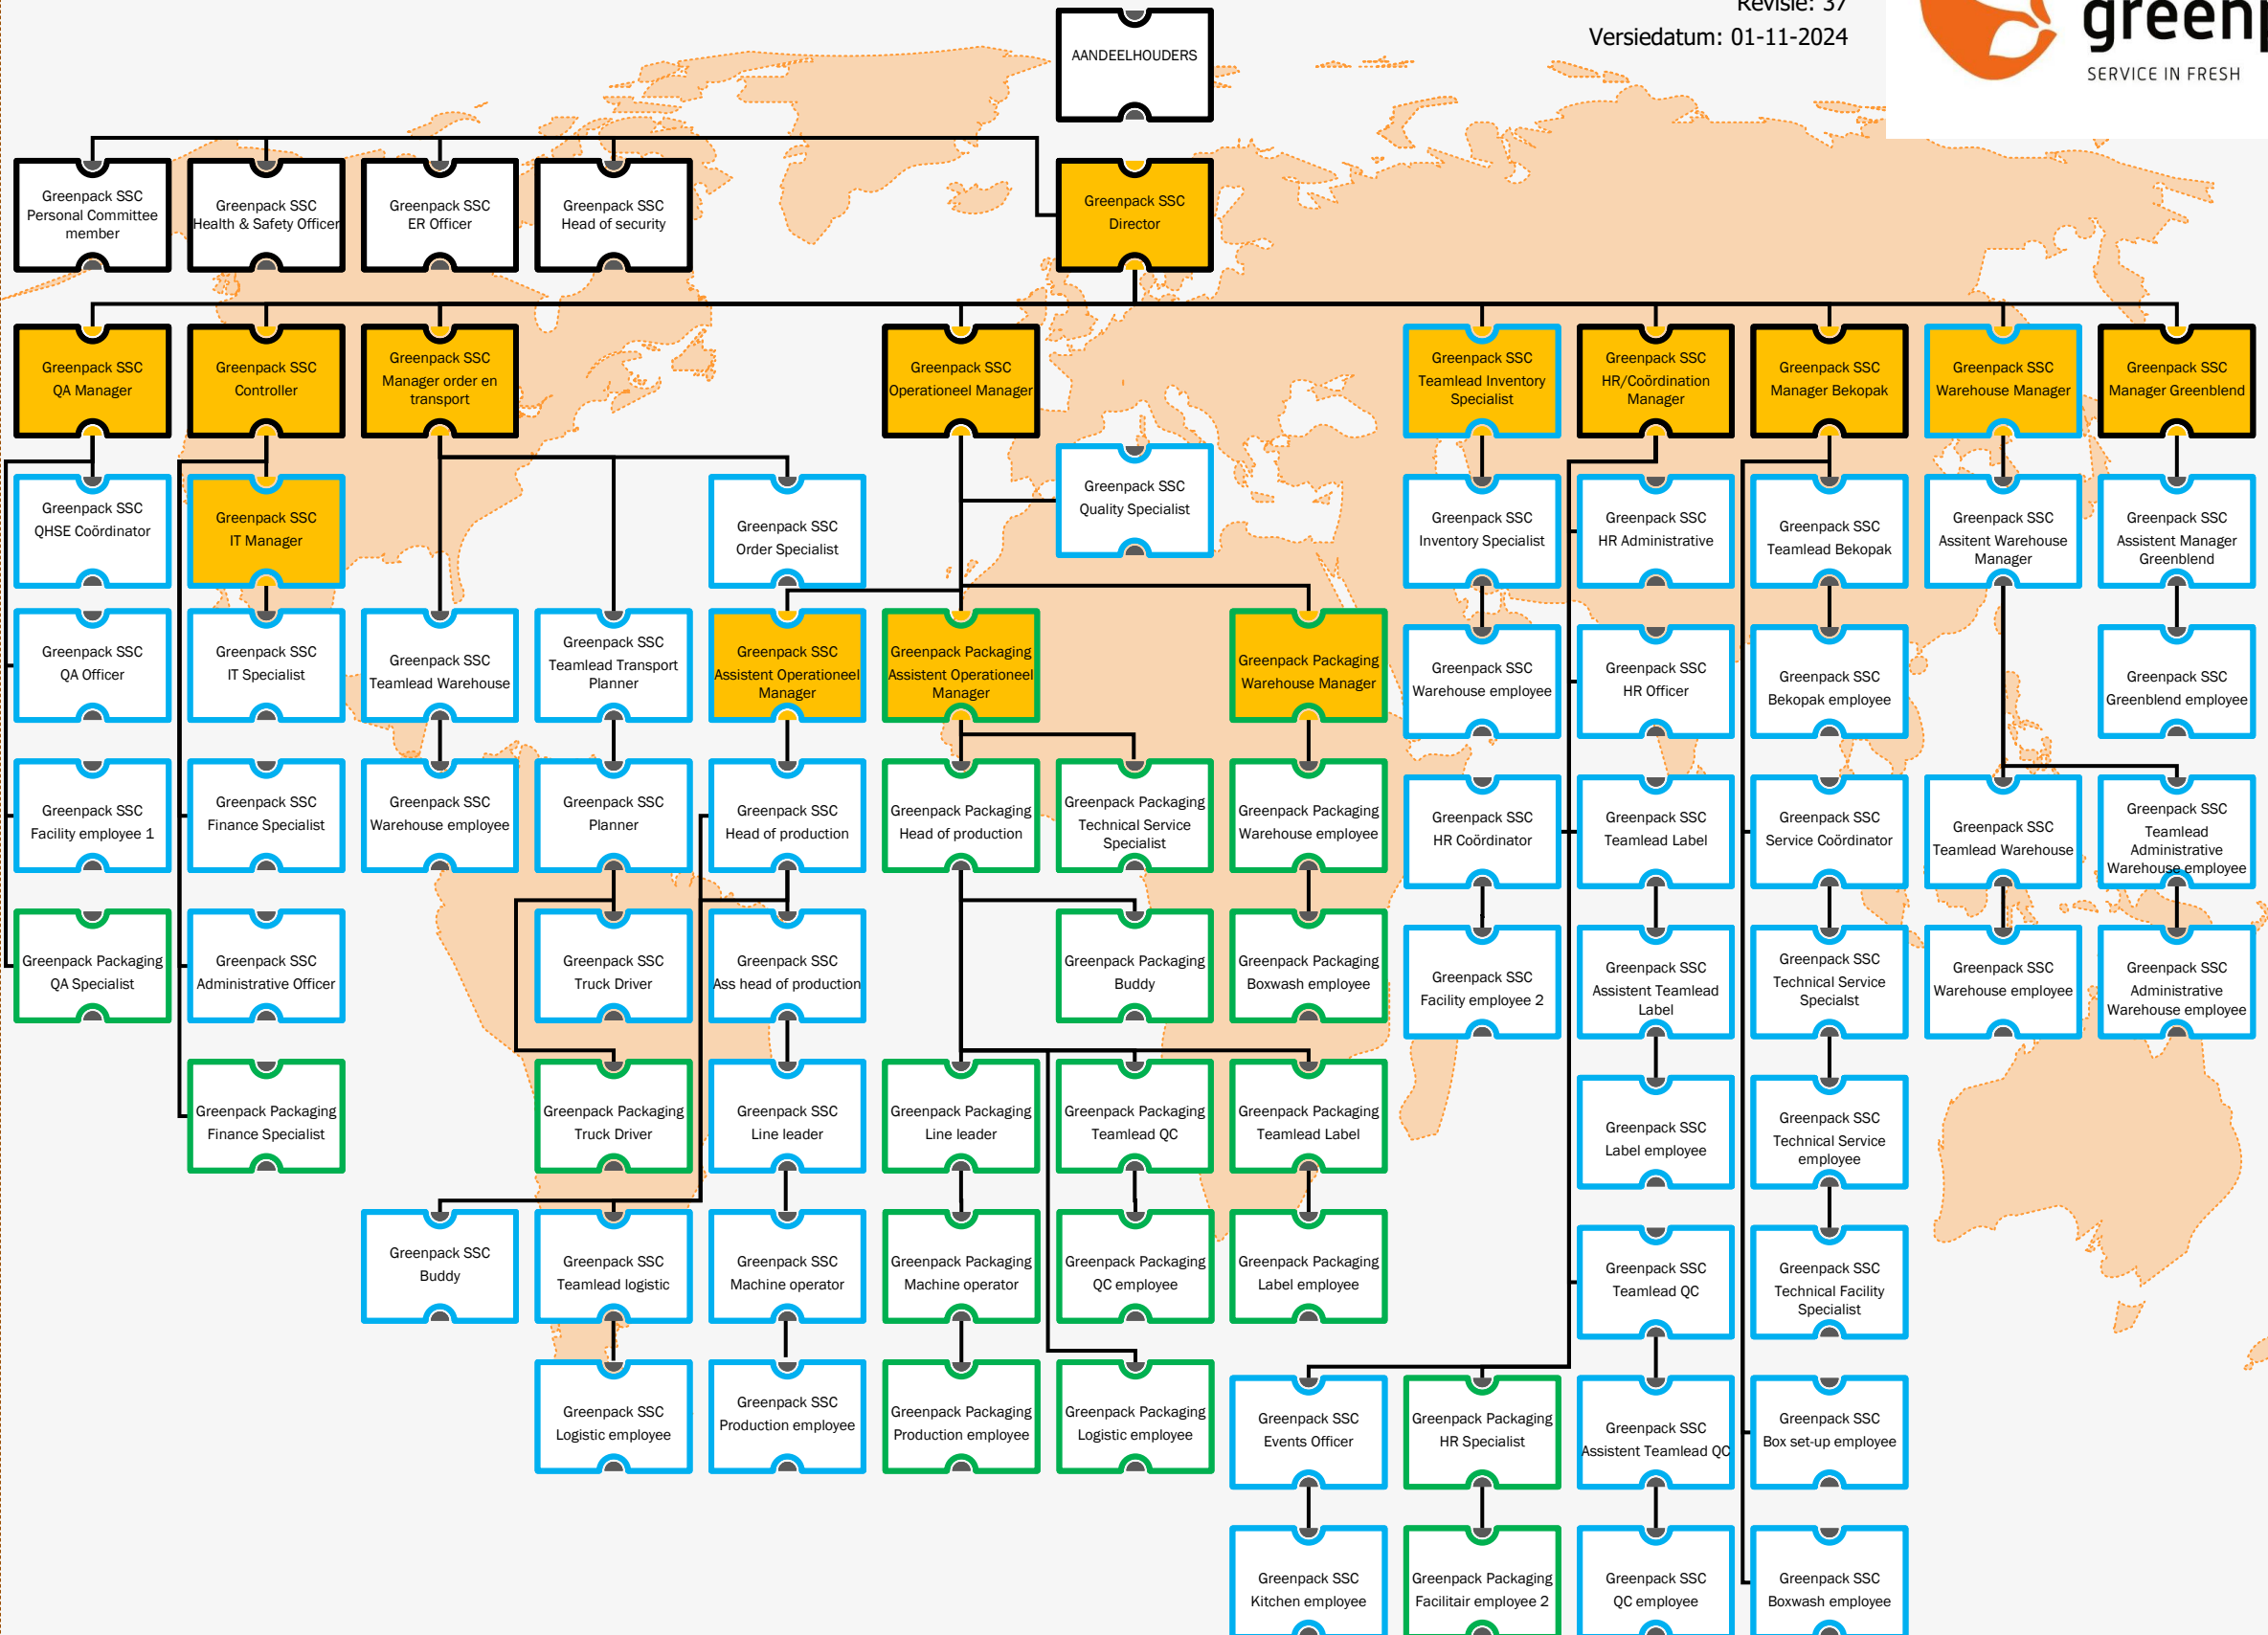 Revisie: 37
Versiedatum: 01-11-2024
SERVICE IN FRESH
AANDEELHOUDERS
Greenpack SSC
Personal Committee
member
Greenpack SSC
Health & Safety Officer
Greenpack SSC
ER Officer
Greenpack SSC
Head of security
Greenpack SSC
Director
Greenpack SSC
QA Manager
Greenpack SSC
Controller
Greenpack SSC
Manager order en
transport
Greenpack SSC
Operationeel Manager
Greenpack SSC
Teamlead Inventory
Specialist
Greenpack SSC
HR/Coördination
Manager
Greenpack SSC
Manager Bekopak
Greenpack SSC
Warehouse Manager
Greenpack SSC
Manager Greenblend
Greenpack SSC
QHSE Coördinator
Greenpack SSC
IT Manager
Greenpack SSC
Order Specialist
Greenpack SSC
Quality Specialist
Greenpack SSC
Inventory Specialist
Greenpack SSC
HR Administrative
Greenpack SSC
Teamlead Bekopak
Greenpack SSC
Assitent Warehouse
Manager
Greenpack SSC
Assistent Manager
Greenblend
Greenpack SSC
QA Officer
Greenpack SSC
IT Specialist
Greenpack SSC
Teamlead Warehouse
Greenpack SSC
Teamlead Transport
Planner
Greenpack SSC
Assistent Operationeel
Manager
Greenpack Packaging
Assistent Operationeel
Manager
Greenpack Packaging
Warehouse Manager
Greenpack SSC
Warehouse employee
Greenpack SSC
HR Officer
Greenpack SSC
Bekopak employee
Greenpack SSC
Greenblend employee
Greenpack SSC
Facility employee 1
Greenpack SSC
Finance Specialist
Greenpack SSC
Warehouse employee
Greenpack SSC
Planner
Greenpack SSC
Head of production
Greenpack Packaging
Head of production
Greenpack Packaging
Technical Service
Specialist
Greenpack Packaging
Warehouse employee
Greenpack SSC
HR Coördinator
Greenpack SSC
Teamlead Label
Greenpack SSC
Service Coördinator
Greenpack SSC
Teamlead Warehouse
Greenpack SSC
Teamlead
Administrative
Warehouse employee
Greenpack Packaging
QA Specialist
Greenpack SSC
Administrative Officer
Greenpack SSC
Truck Driver
Greenpack SSC
Ass head of production
Greenpack Packaging
Buddy
Greenpack Packaging
Boxwash employee
Greenpack SSC
Facility employee 2
Greenpack SSC
Assistent Teamlead
Label
Greenpack SSC
Technical Service
Specialst
Greenpack SSC
Warehouse employee
Greenpack SSC
Administrative
Warehouse employee
Greenpack Packaging
Finance Specialist
Greenpack Packaging
Truck Driver
Greenpack SSC
Line leader
Greenpack Packaging
Line leader
Greenpack Packaging
Teamlead QC
Greenpack Packaging
Teamlead Label
Greenpack SSC
Label employee
Greenpack SSC
Technical Service
employee
Greenpack SSC
Buddy
Greenpack SSC
Teamlead logistic
Greenpack SSC
Machine operator
Greenpack Packaging
Machine operator
Greenpack Packaging
QC employee
Greenpack Packaging
Label employee
Greenpack SSC
Teamlead QC
Greenpack SSC
Technical Facility
Specialist
Greenpack SSC
Logistic employee
Greenpack SSC
Production employee
Greenpack Packaging
Production employee
Greenpack Packaging
Logistic employee
Greenpack SSC
Events Officer
Greenpack Packaging
HR Specialist
Greenpack SSC
Assistent Teamlead QC
Greenpack SSC
Box set-up employee
Greenpack SSC
Kitchen employee
Greenpack Packaging
Facilitair employee 2
Greenpack SSC
QC employee
Greenpack SSC
Boxwash employee